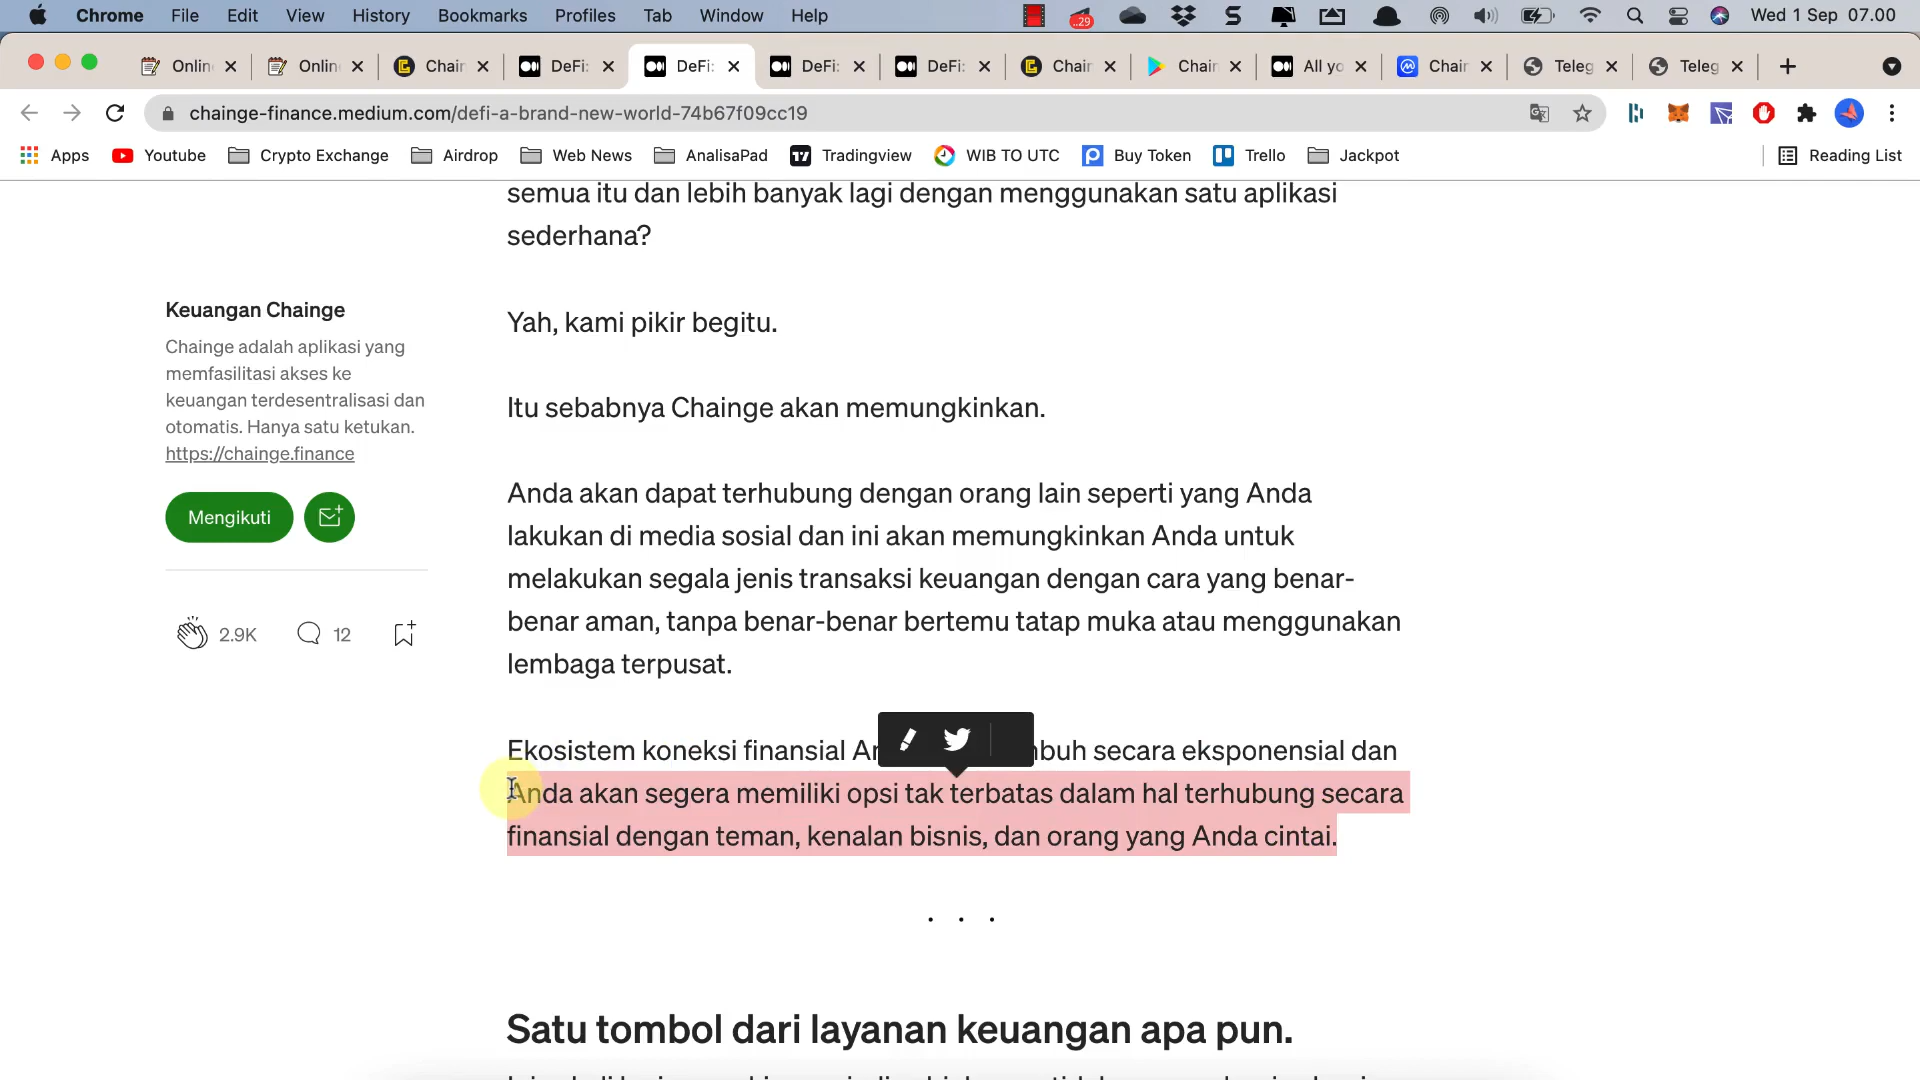 Chrome File Edit View History Bookmarks Profiles Tab Window Help ..29 Wed 1 Sep 07.00
Onlin Onlin Chain DeFi: DeFi: DeFi: DeFi: Chain Chain All yo Chain Teleg Teleg
chainge-finance.medium.com/defi-a-brand-new-world-74b67f09cc19
Apps Youtube Crypto Exchange Airdrop Web News AnalisaPad Tradingview WIB TO UTC Buy Token Trello Jackpot Reading List
semua itu dan lebih banyak lagi dengan menggunakan satu aplikasi
sederhana?
Keuangan Chainge
Chainge adalah aplikasi yang
memfasilitasi akses ke
keuangan terdesentralisasi dan
otomatis. Hanya satu ketukan.
https://chainge.finance
Mengikuti
2.9K 12
Yah, kami pikir begitu.
Itu sebabnya Chainge akan memungkinkan.
Anda akan dapat terhubung dengan orang lain seperti yang Anda
lakukan di media sosial dan ini akan memungkinkan Anda untuk
melakukan segala jenis transaksi keuangan dengan cara yang benar-
benar aman, tanpa benar-benar bertemu tatap muka atau menggunakan
lembaga terpusat.
Ekosistem koneksi finansial secara eksponensial dan
Anda akan segera memiliki opsi tak terbatas dalam hal terhubung secara
finansial dengan teman, kenalan bisnis, dan orang yang Anda cintai.
. . .
Satu tombol dari layanan keuangan apa pun.